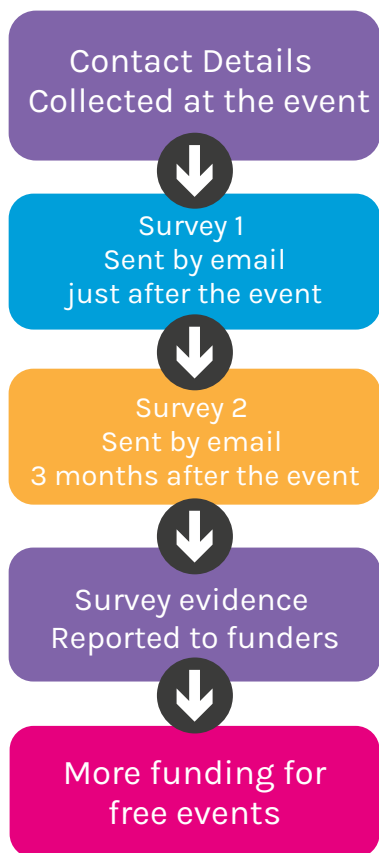 Contact Details
Collected at the event
Survey 1
Sent by email
just after the event
Survey 2
Sent by email
3 months after the event
Survey evidence
Reported to funders
More funding for
free events